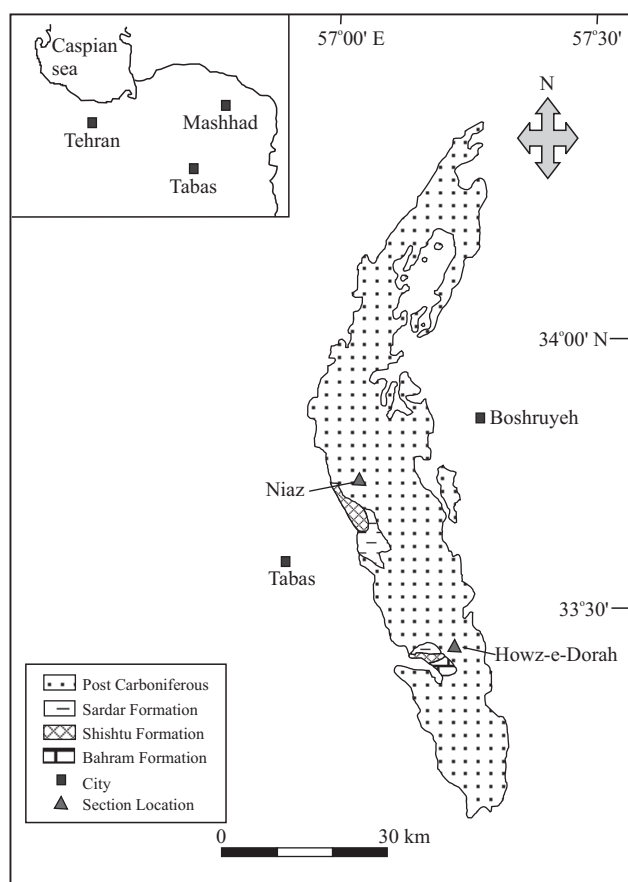 57°00' E
57°30'
Caspian
sea
Tehran
Mashhad
Tabas
N
34°00' N
Boshruyeh
Niaz
Tabas
33°30'
Howz-e-Dorah
Post Carboniferous
Sardar Formation
Shishtu Formation
Bahram Formation
City
Section Location
0
30 km